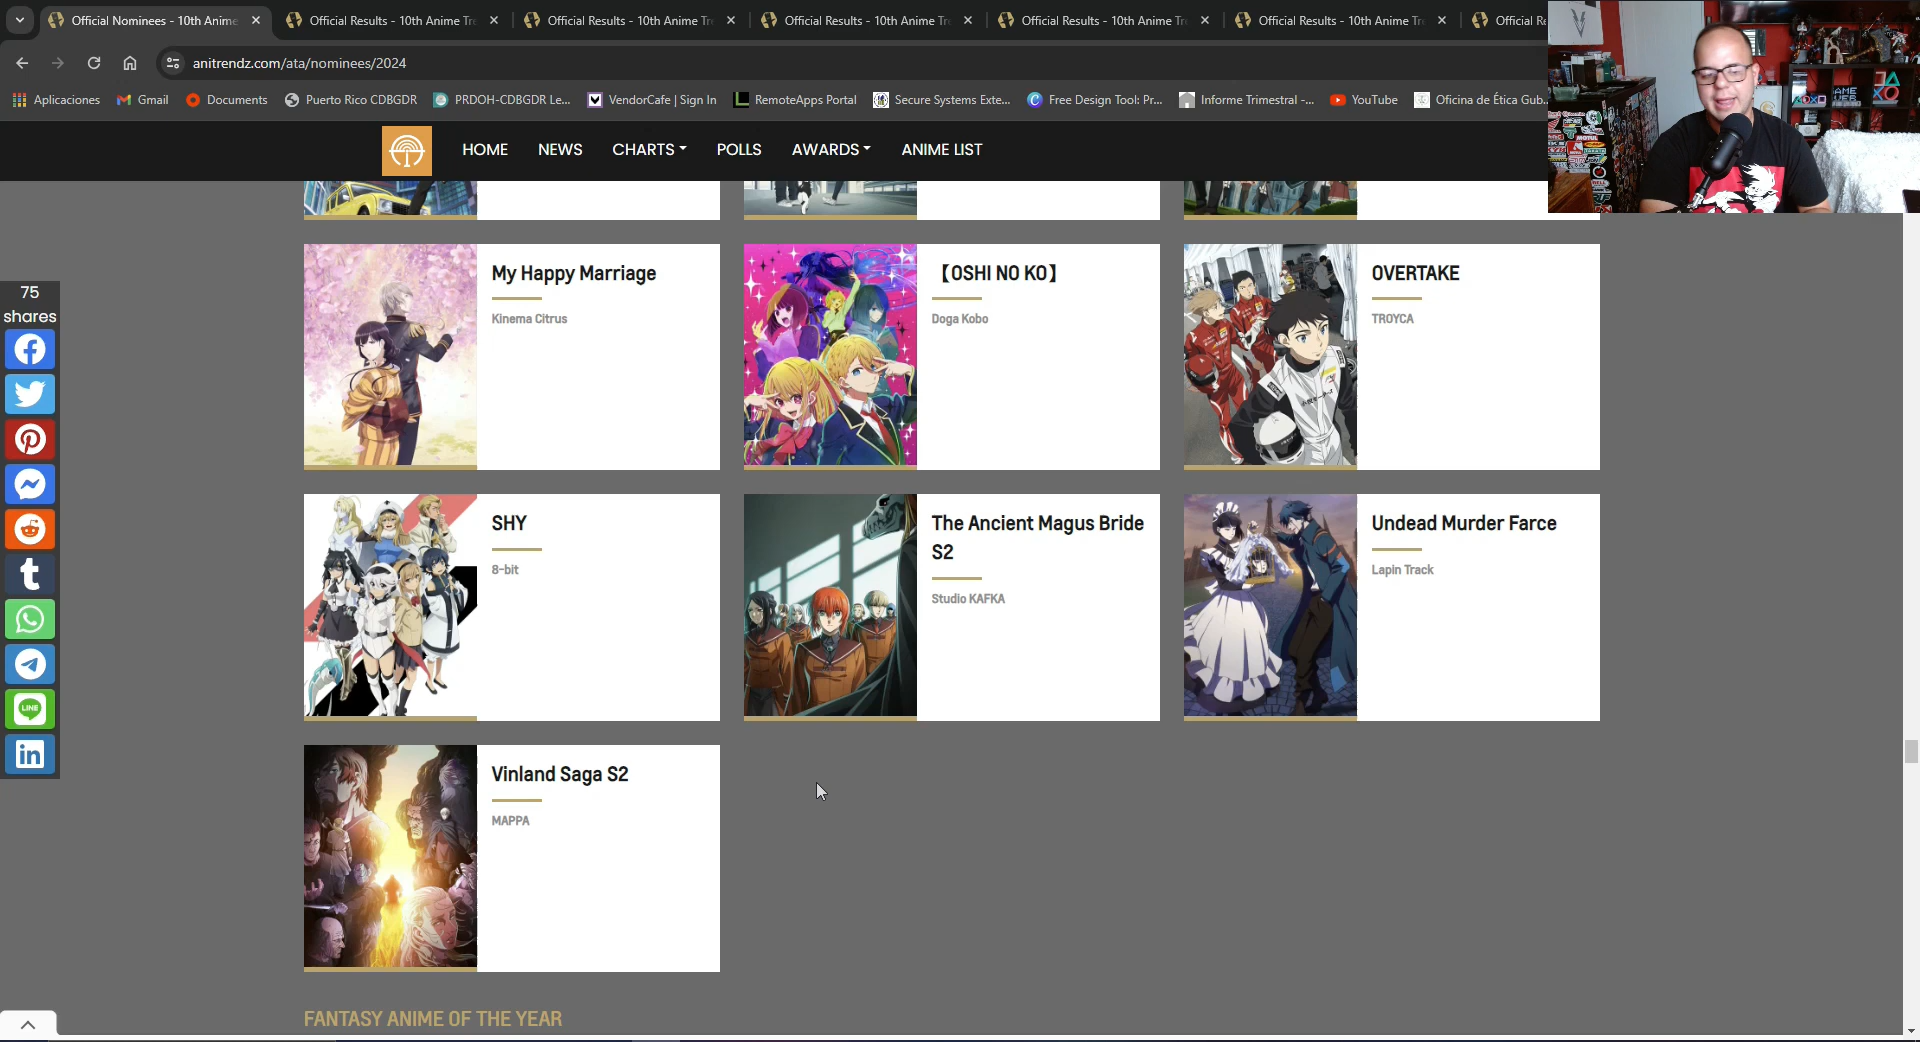 Official Nominees - 10th Anime
Official Results - 10th Anime Tre
Official Results - 10th Anime Tr
Official Results - 10th Anime Tr
Official Results - 10th Anime Tr
Official Results - 10th Anime Tr
Official Re
anitrendz.com/ata/nominees/2024
Aplicaciones
Gmail
Documents
Puerto Rico CDBGDR
PRDOH-CDBGDR Le...
VendorCafe | Sign In
RemoteApps Portal
Secure Systems Exte...
Free Design Tool: Pr...
Informe Trimestral -...
YouTube
Oficina de Ética Gub...
HOME
NEWS
CHARTS
POLLS
AWARDS
ANIME LIST
75
shares
LINE
My Happy Marriage
Kinema Citrus
【OSHI NO KO】
Doga Kobo
OVERTAKE
TROYCA
SHY
8-bit
The Ancient Magus Bride
S2
Studio KAFKA
Undead Murder Farce
Lapin Track
Vinland Saga S2
MAPPA
FANTASY ANIME OF THE YEAR